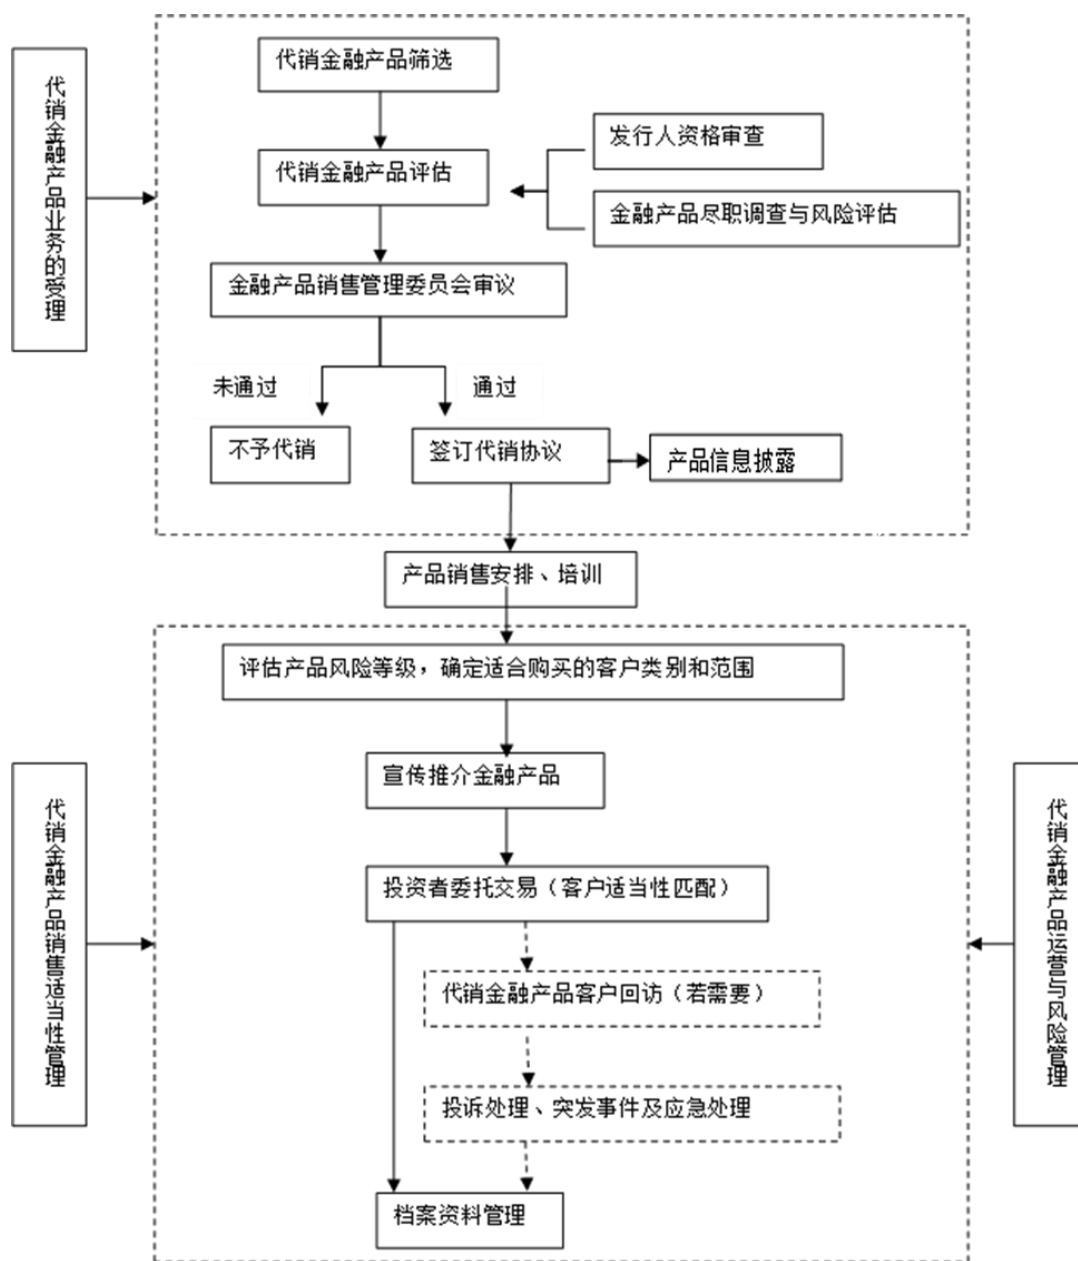 代销金融产品业务的受理
代销金融产品筛选
代销金融产品评估
发行人资格审查
金融产品尽职调查与风险评估
金融产品销售管理委员会审议
未通过
通过
不予代销
签订代销协议
产品信息披露
产品销售安排、培训
评估产品风险等级，确定适合购买的客户类别和范围
宣传推介金融产品
代销金融产品销售适当性管理
代销金融产品运营与风险管理
投资者委托交易（客户适当性匹配）
代销金融产品客户回访（若需要）
投诉处理、突发事件及应急处理
档案资料管理